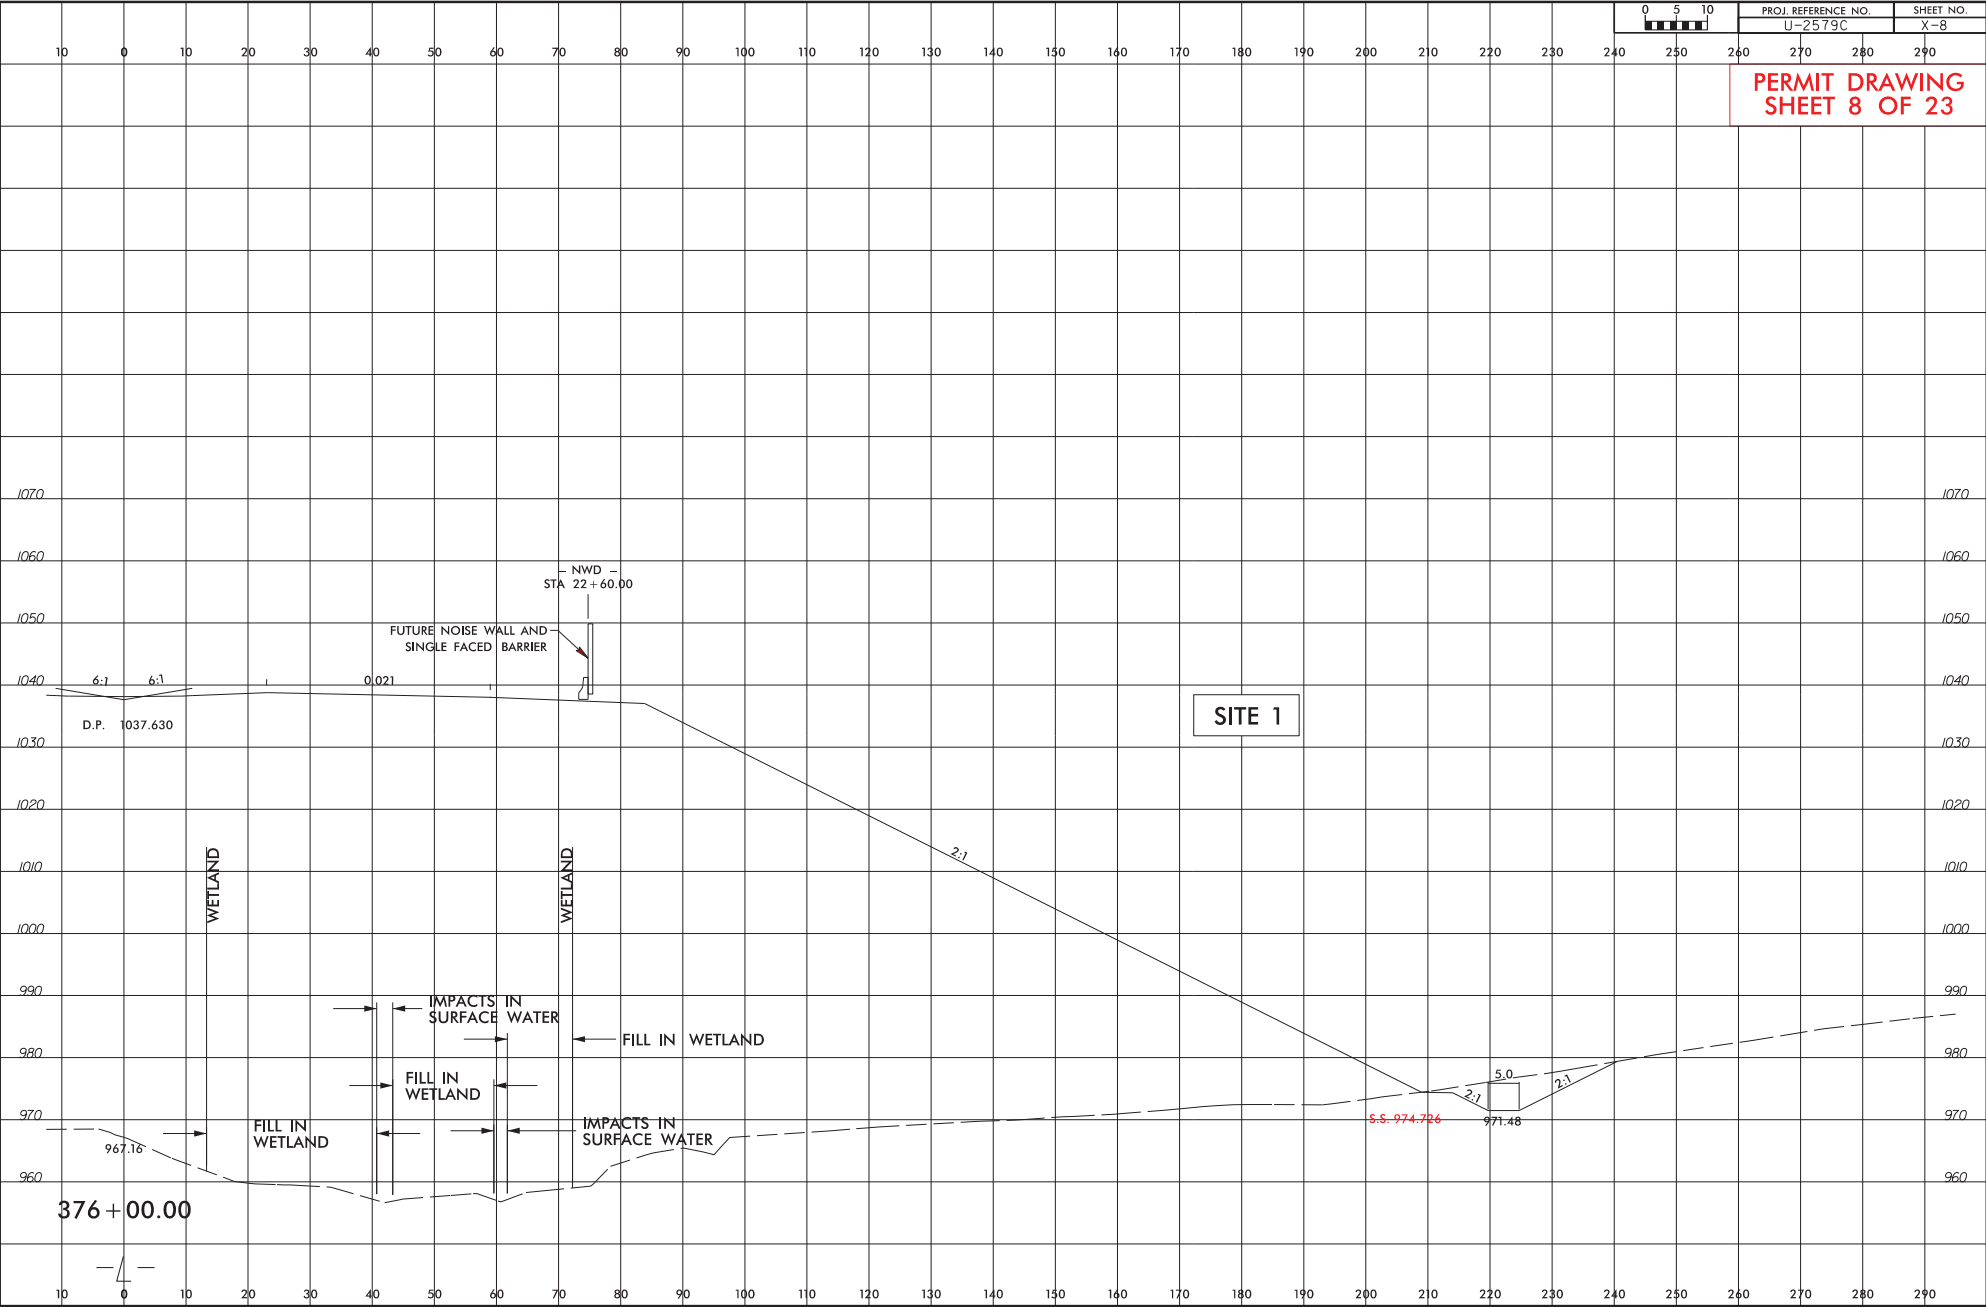 0 5 10
PROJ. REFERENCE NO.
SHEET NO.
U-2579C
X-8
10 0 10 20 30 40 50 60 70 80 90 100 110 120 130 140 150 160 170 180 190 200 210 220 230 240 250 260 270 280 290
PERMIT DRAWING
SHEET 8 OF 23
1070 1070
1060 1060
NWD
STA 22+60.00
1050 1050
FUTURE NOISE WALL AND
SINGLE FACED BARRIER
1040 1040
6:1 6:1 0.021
D.P. 1037.630
SITE 1
1030 1030
1020 1020
2:1
1010 1010
WETLAND
WETLAND
1000 1000
990 990
IMPACTS IN
SURFACE WATER
FILL IN WETLAND
980 980
FILL IN
WETLAND
5.0
2:1 2:1
970 970
S.S. 974.726
971.48
FILL IN
WETLAND
IMPACTS IN
SURFACE WATER
967.16
960 960
376+00.00
10 0 10 20 30 40 50 60 70 80 90 100 110 120 130 140 150 160 170 180 190 200 210 220 230 240 250 260 270 280 290